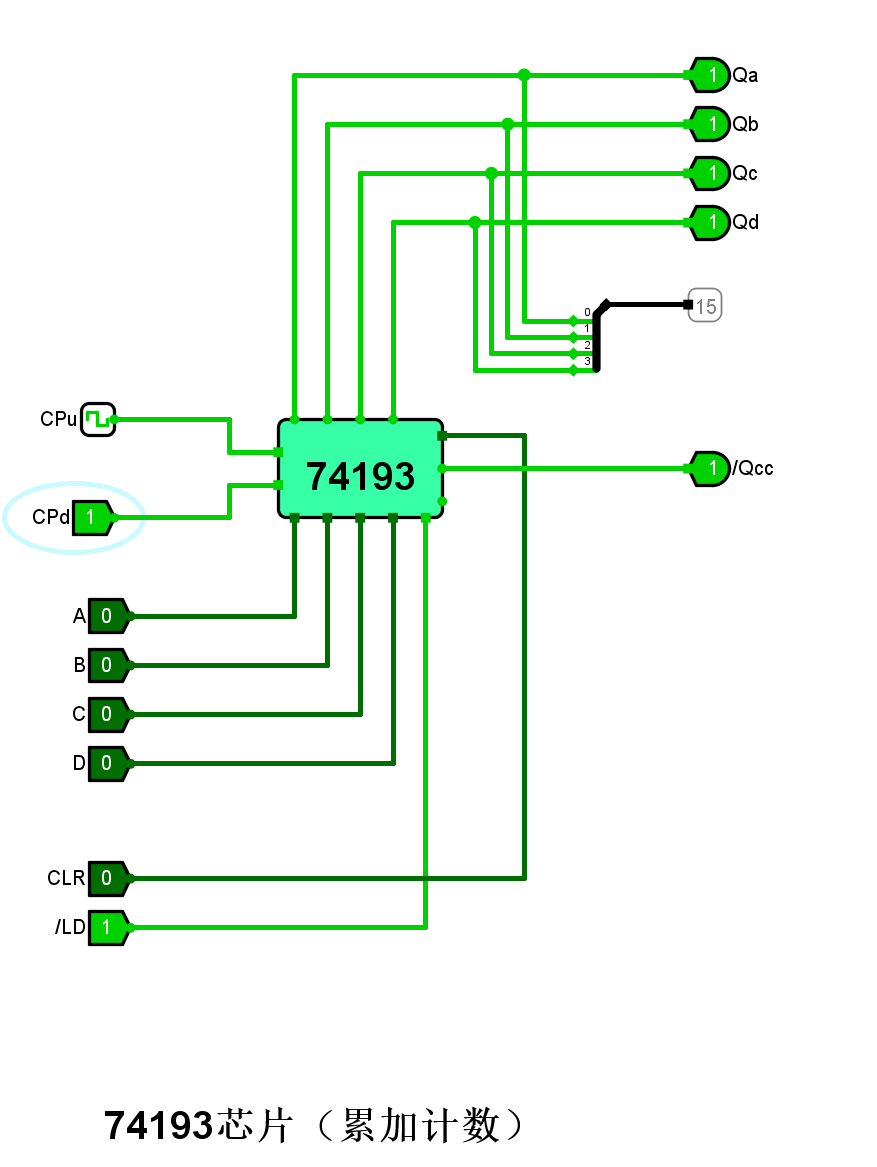 1 Qa
1 Qb
1 Qc
1 Qd
0
15
1
2
3
CPu
74193
1 /Qcc
CPd 1
A 0
B 0
C 0
D 0
CLR 0
/LD 1
74193芯片（累加计数）